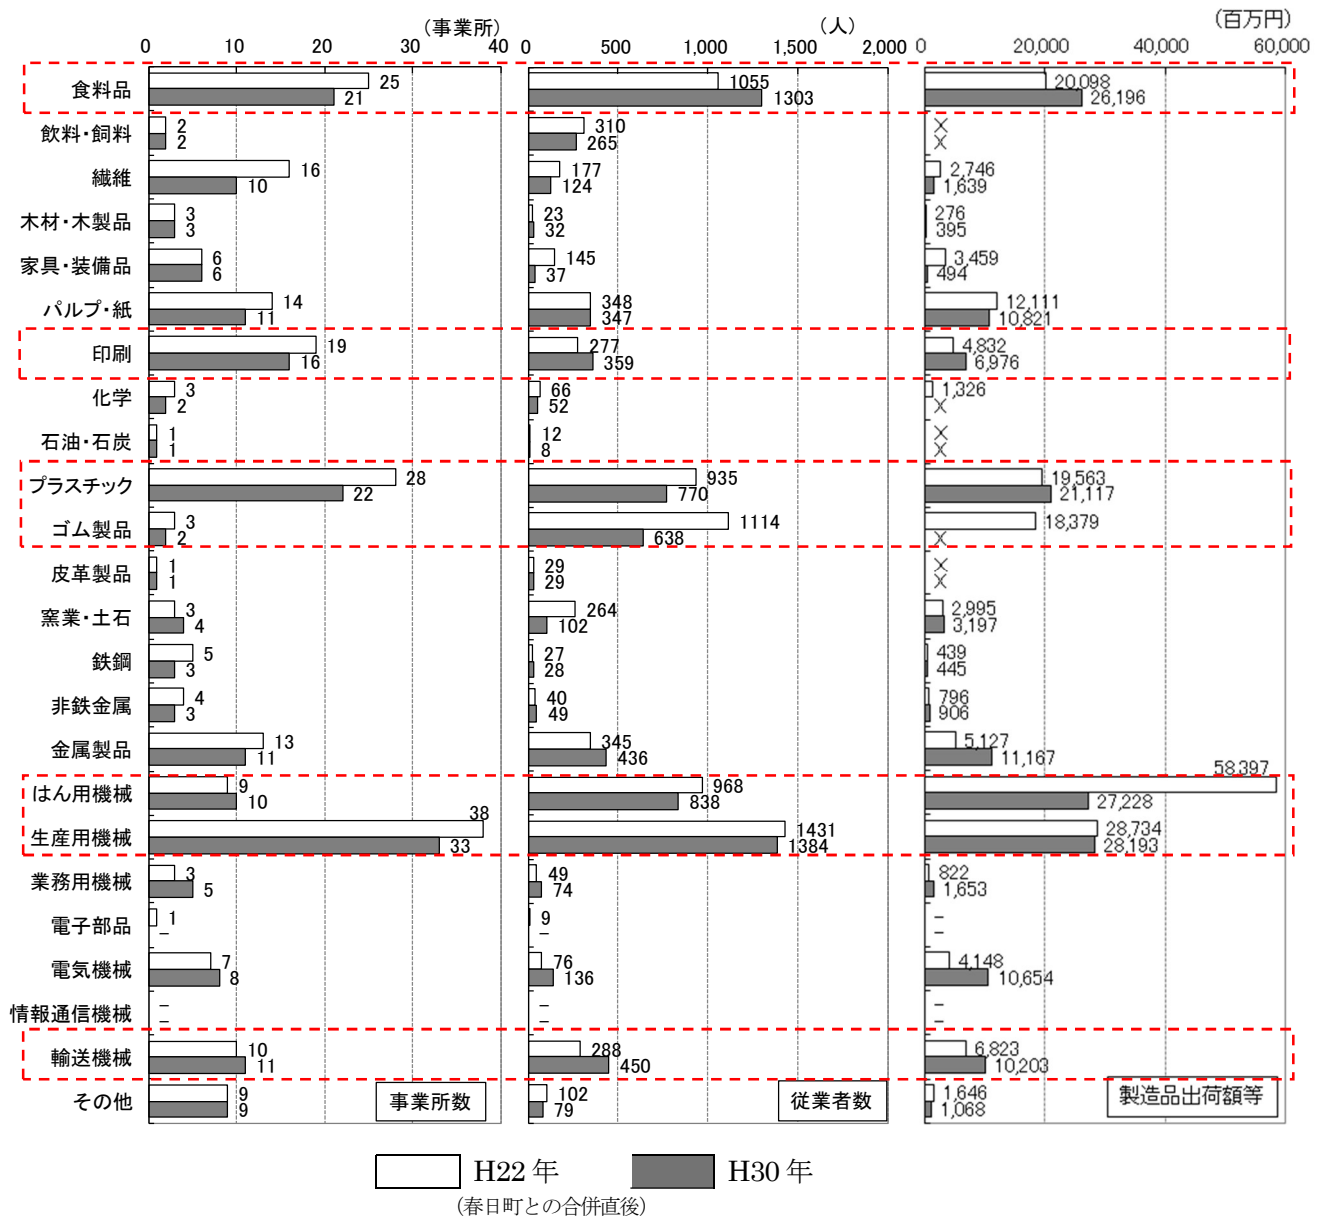 (事業所) (人) (百万円)
0 10 20 30 40 0 500 1,000 1,500 2,000 0 20,000 40,000 60,000
食料品 25 1055 20,098
21 1303 26,196
飲料・飼料 2 310 X
2 265 X
繊維 16 177 2,746
10 124 1,639
木材・木製品 3 23 276
3 32 395
家具・装備品 6 145 3,459
6 37 494
パルプ・紙 14 348 12,111
11 347 10,821
印刷 19 277 4,832
16 359 6,976
化学 3 66 1,326
2 52 X
石油・石炭 1 12 X
1 8 X
プラスチック 28 935 19,563
22 770 21,117
ゴム製品 3 1114 18,379
2 638 X
皮革製品 1 29 X
1 29 X
窯業・土石 3 264 2,995
4 102 3,197
鉄鋼 5 27 439
3 28 445
非鉄金属 4 40 796
3 49 906
金属製品 13 345 5,127
11 436 11,167
はん用機械 9 968 58,397
10 838 27,228
生産用機械 38 1431 28,734
33 1384 28,193
業務用機械 3 49 822
5 74 1,653
電子部品 1 9 −
− − −
電気機械 7 76 4,148
8 136 10,654
情報通信機械 − − −
− − −
輸送機械 10 288 6,823
11 450 10,203
その他 9 102 1,646
9 79 1,068
事業所数 従業者数 製造品出荷額等
H22 年 H30 年
(春日町との合併直後)